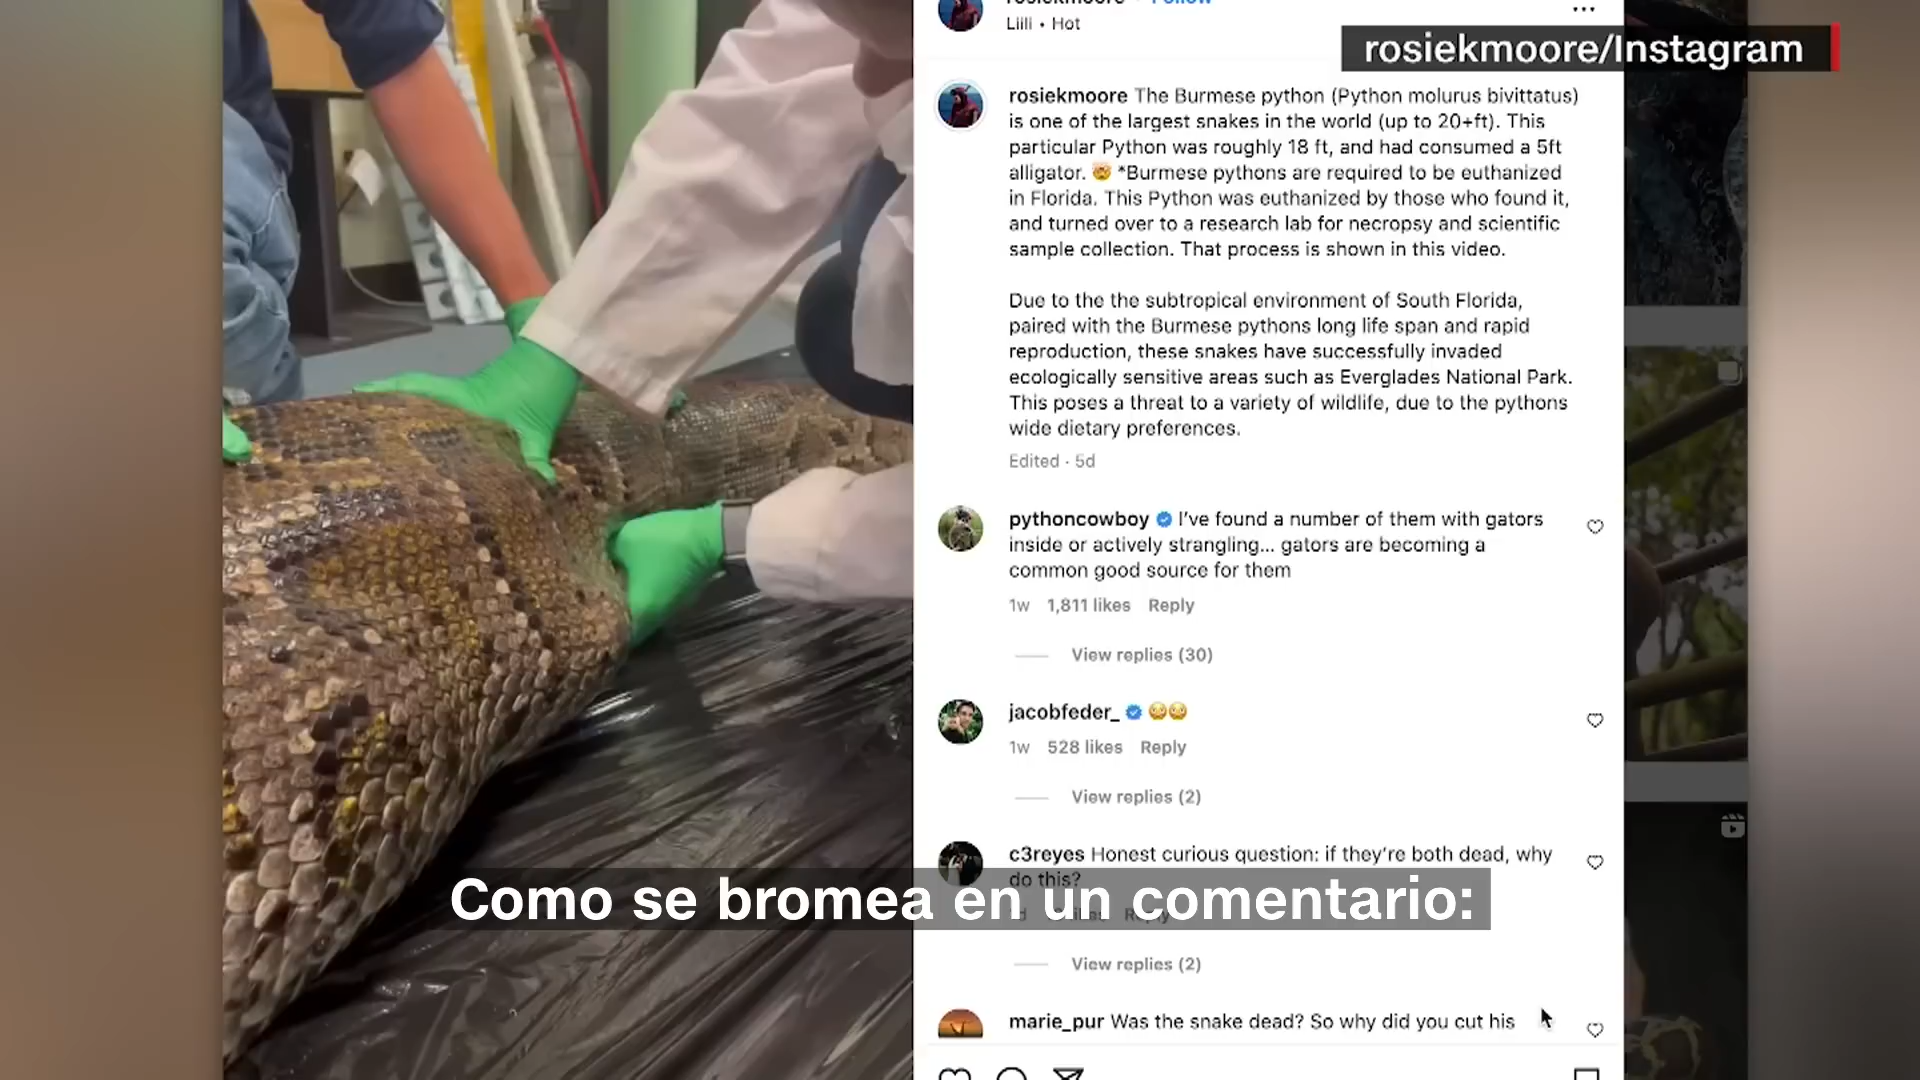 rosiekmoore • Follow
Liili • Hot
rosiekmoore/Instagram
rosiekmoore The Burmese python (Python molurus bivittatus)
is one of the largest snakes in the world (up to 20+ft). This
particular Python was roughly 18 ft, and had consumed a 5ft
alligator. 🤯 *Burmese pythons are required to be euthanized
in Florida. This Python was euthanized by those who found it,
and turned over to a research lab for necropsy and scientific
sample collection. That process is shown in this video.
Due to the the subtropical environment of South Florida,
paired with the Burmese pythons long life span and rapid
reproduction, these snakes have successfully invaded
ecologically sensitive areas such as Everglades National Park.
This poses a threat to a variety of wildlife, due to the pythons
wide dietary preferences.
Edited · 5d
pythoncowboy I've found a number of them with gators
inside or actively strangling... gators are becoming a
common good source for them
1w 1,811 likes Reply
View replies (30)
jacobfeder_ 😳😳
1w 528 likes Reply
View replies (2)
c3reyes Honest curious question: if they're both dead, why
do this?
Reply
Como se bromea en un comentario:
View replies (2)
marie_pur Was the snake dead? So why did you cut his